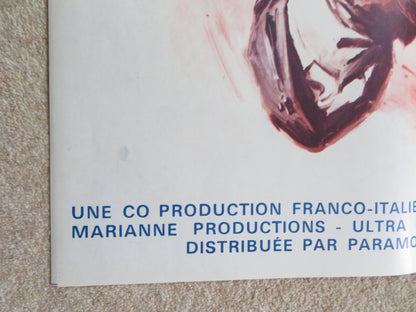 UNE CO PRODUCTION FRANCO-ITALIE
MARIANNE PRODUCTIONS - ULTRA
DISTRIBUÉE PAR PARAMO